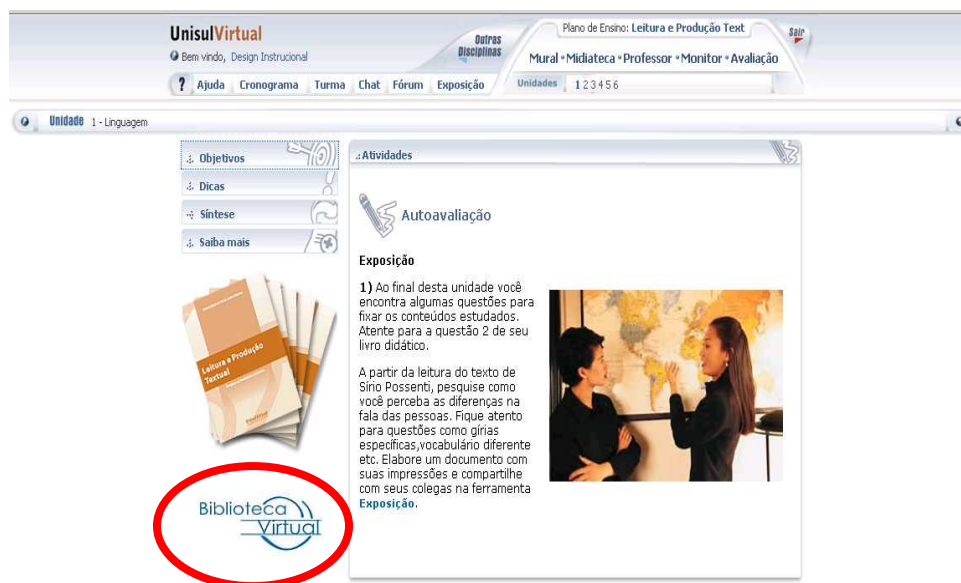 UnisulVirtual
Bem vindo, Design Instrucional
Outras
Disciplinas
Plano de Ensino: Leitura e Produção Text
Sair
Mural Midiateca Professor Monitor Avaliação
? Ajuda Cronograma Turma Chat Fórum Exposição
Unidades 1 2 3 4 5 6
Unidade 1 - Linguagem
.:. Objetivos
.:. Dicas
Síntese
.:. Saiba mais
Leitura e Produção
Textual
Biblioteca
Virtual
.: Atividades
Autoavaliação
Exposição
1) Ao final desta unidade você
encontra algumas questões para
fixar os conteúdos estudados.
Atente para a questão 2 de seu
livro didático.
A partir da leitura do texto de
Sírio Possenti, pesquise como
você perceba as diferenças na
fala das pessoas. Fique atento
para questões como gírias
específicas,vocabulário diferente
etc. Elabore um documento com
suas impressões e compartilhe
com seus colegas na ferramenta
Exposição.